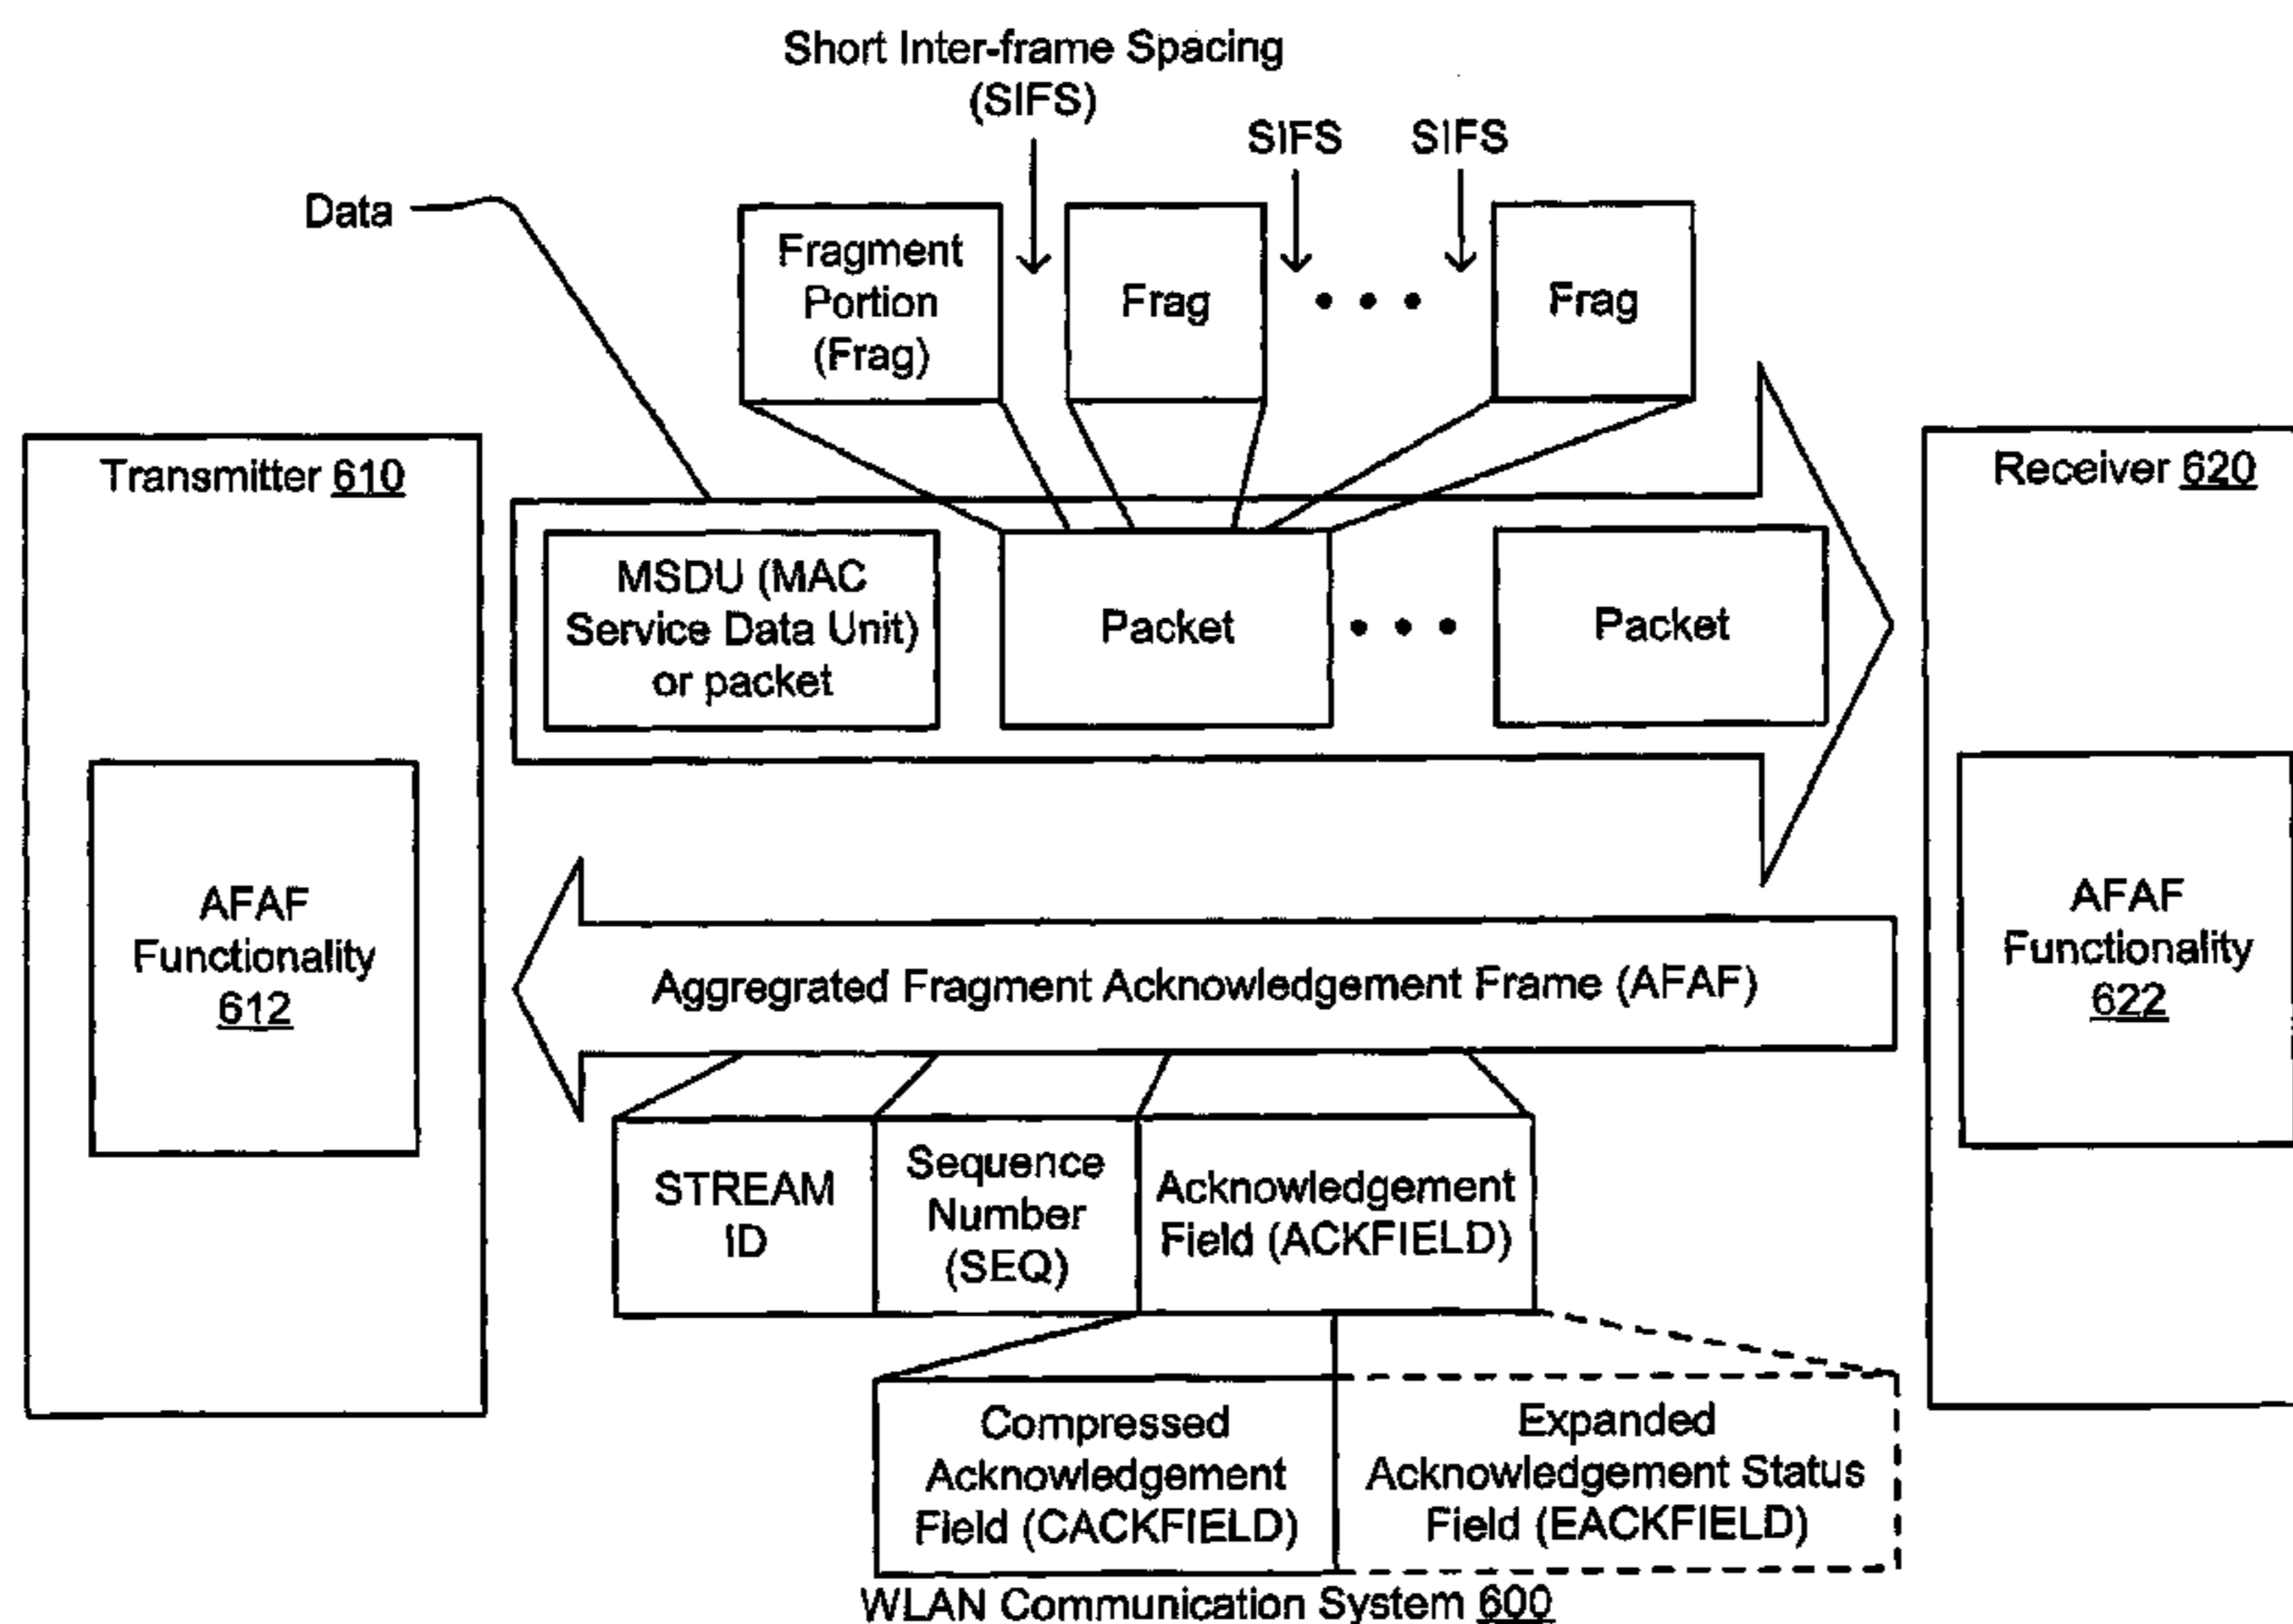 Short Inter-frame Spacing
(SIFS)
SIFS
SIFS
Data
Fragment
Portion
(Frag)
Frag
Frag
Transmitter 610
Receiver 620
MSDU (MAC
Service Data Unit)
or packet
Packet
Packet
AFAF
Functionality
612
AFAF
Functionality
622
Aggregrated Fragment Acknowledgement Frame (AFAF)
STREAM
ID
Sequence
Number
(SEQ)
Acknowledgement
Field (ACKFIELD)
Compressed
Acknowledgement
Field (CACKFIELD)
Expanded
Acknowledgement Status
Field (EACKFIELD)
WLAN Communication System 600